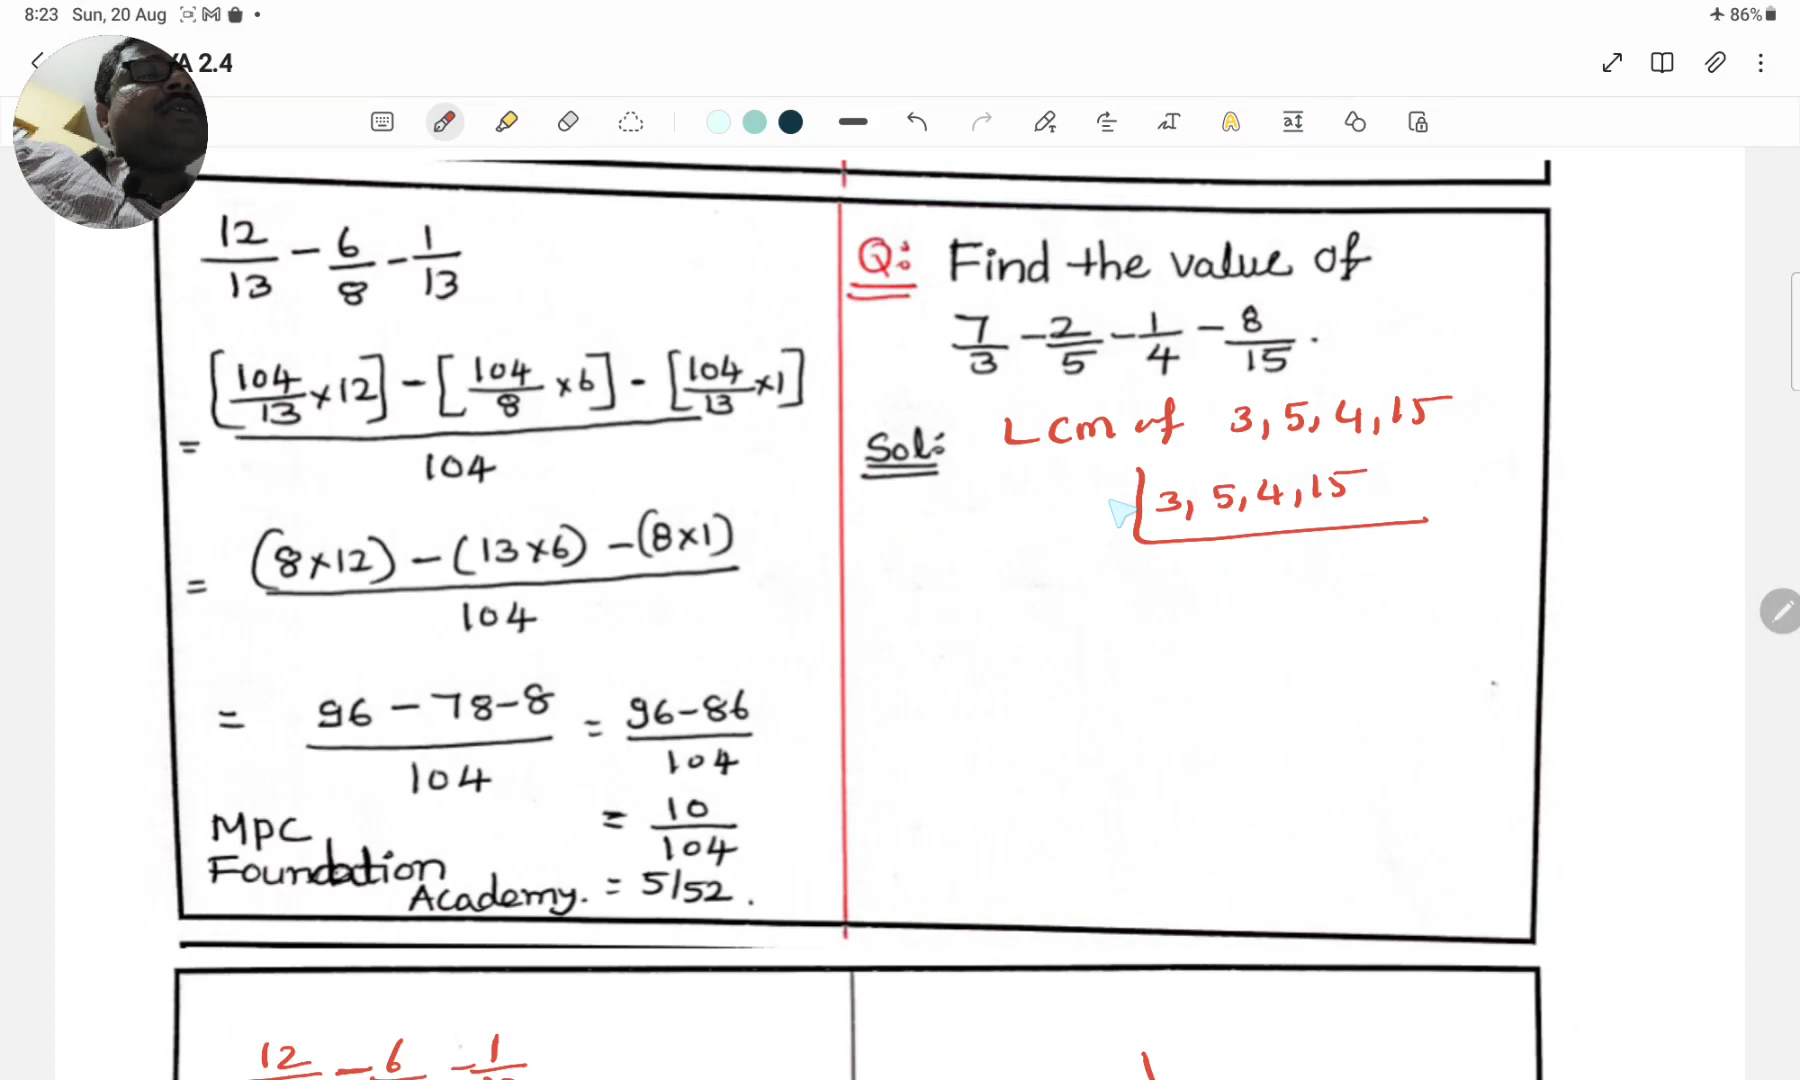 8:23 Sun, 20 Aug
86%
A 2.4
12/13 - 6/8 - 1/13
= [104/13 × 12] - [104/8 × 6] - [104/13 × 1] / 104
= (8×12) - (13×6) - (8×1) / 104
= 96 - 78 - 8 / 104 = 96 - 86 / 104
= 10/104
= 5/52.
MPC
Foundation
Academy.
Q: Find the value of
7/3 - 2/5 - 1/4 - 8/15.
Sol: LCM of 3, 5, 4, 15
3, 5, 4, 15
12 - 6 - 1